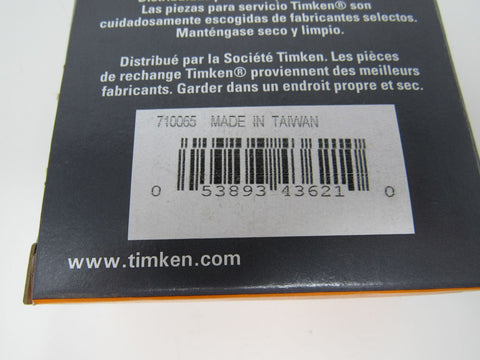 Las piezas para servicio Timken® son
cuidadosamente escogidas de fabricantes selectos.
Manténgase seco y limpio.
Distribué par la Société Timken. Les pièces
de rechange Timken® proviennent des meilleurs
fabricants. Garder dans un endroit propre et sec.
710065 MADE IN TAIWAN
0 53893 43621 0
www.timken.com